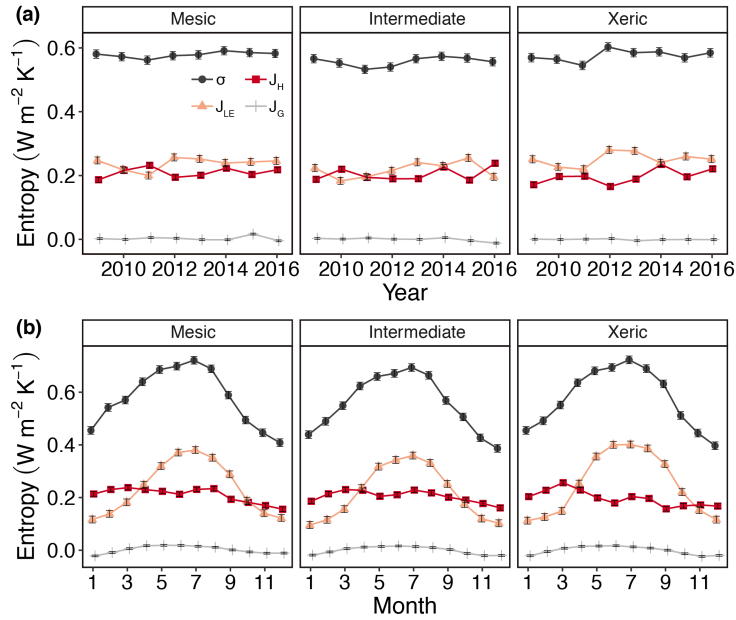 (a)
Mesic Intermediate Xeric
Entropy (W m⁻² K⁻¹)
0.6
0.4
0.2
0.0
σ J_H
J_LE J_G
2010 2012 2014 2016 2010 2012 2014 2016 2010 2012 2014 2016
Year
(b)
Mesic Intermediate Xeric
Entropy (W m⁻² K⁻¹)
0.6
0.4
0.2
0.0
1 3 5 7 9 11 1 3 5 7 9 11 1 3 5 7 9 11
Month